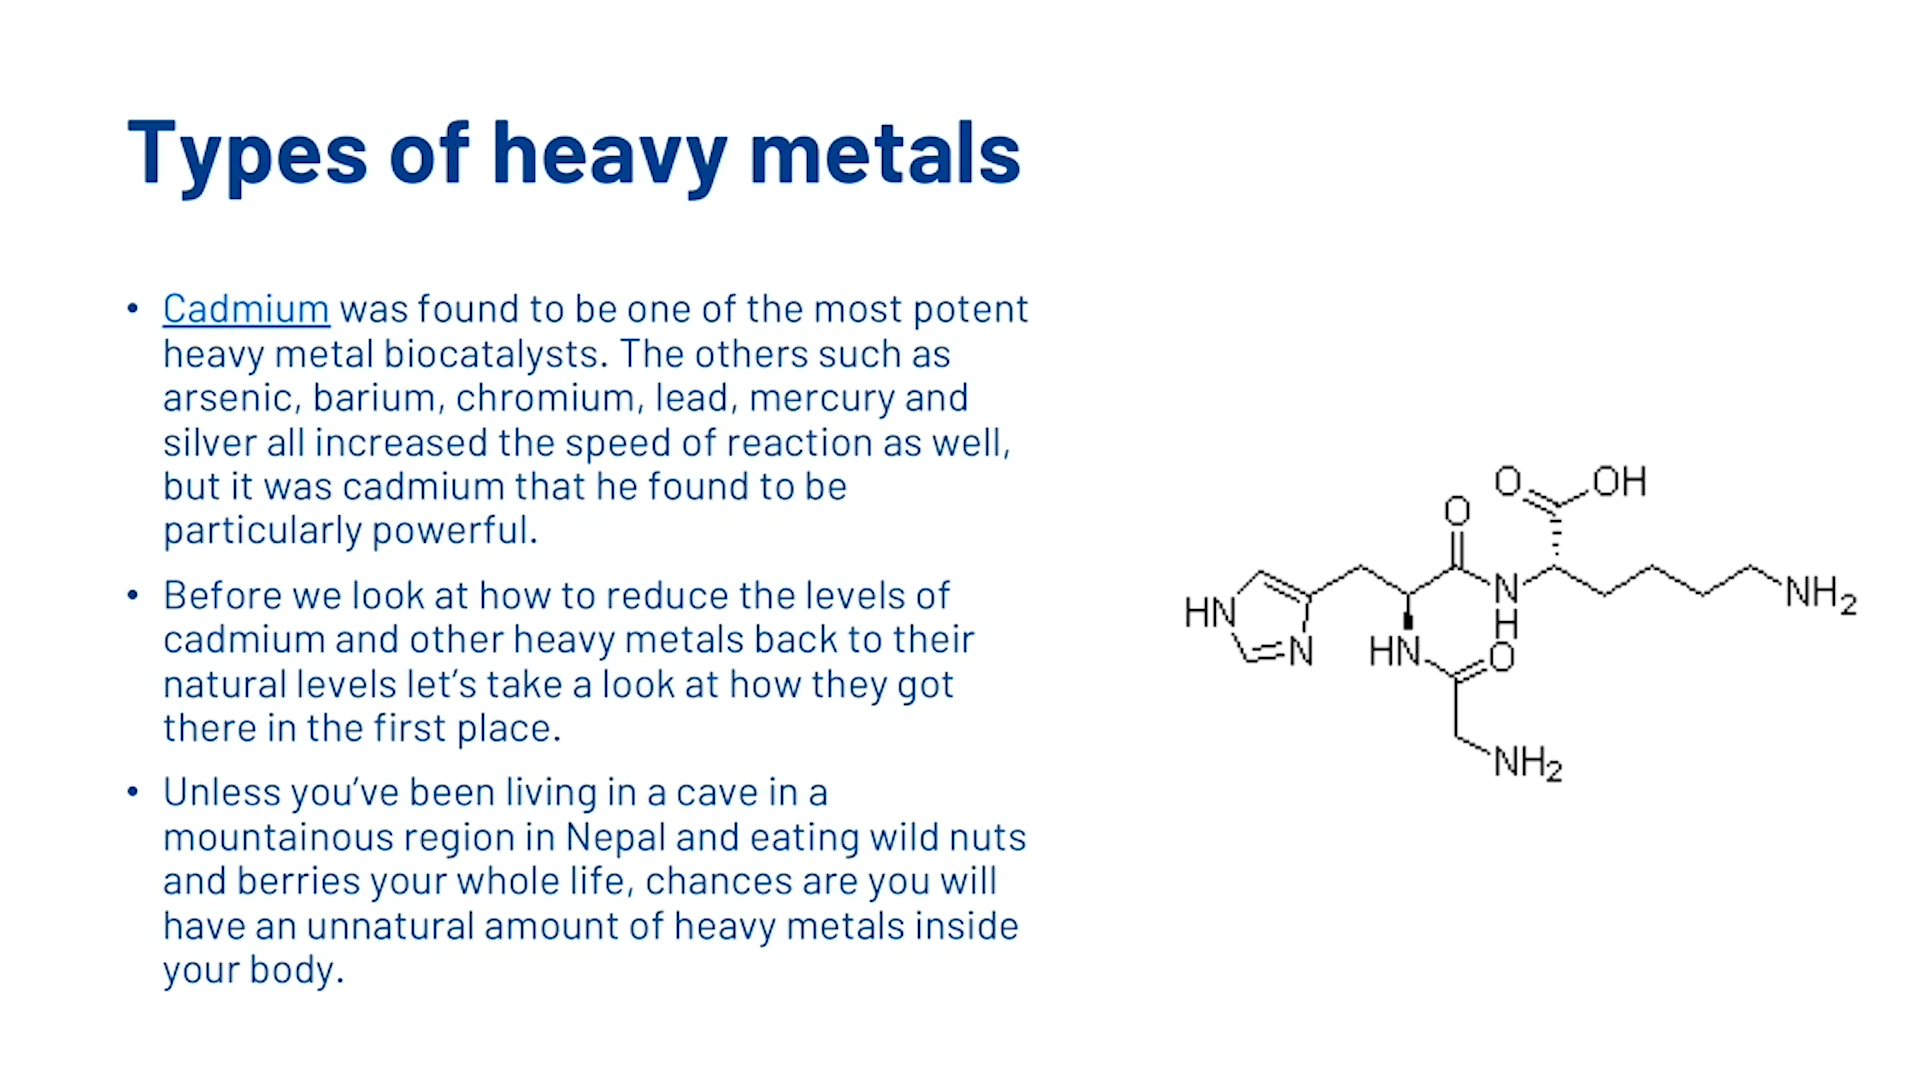 Types of heavy metals
• Cadmium was found to be one of the most potent
heavy metal biocatalysts. The others such as
arsenic, barium, chromium, lead, mercury and
silver all increased the speed of reaction as well,
but it was cadmium that he found to be
particularly powerful.
• Before we look at how to reduce the levels of
cadmium and other heavy metals back to their
natural levels let’s take a look at how they got
there in the first place.
• Unless you’ve been living in a cave in a
mountainous region in Nepal and eating wild nuts
and berries your whole life, chances are you will
have an unnatural amount of heavy metals inside
your body.
O OH
O
HN N NH2
H
N HN O
NH2